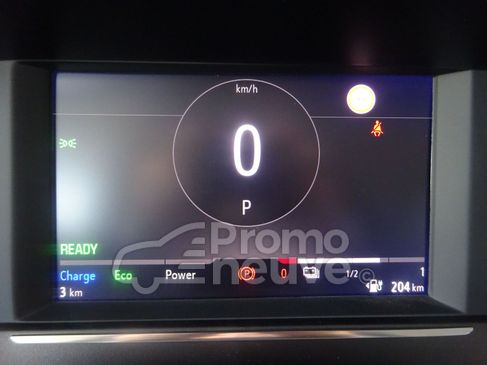 km/h
0
P
READY
Promo
neuve
Charge Eco Power (P) 0 1/2 1
3 km 204 km